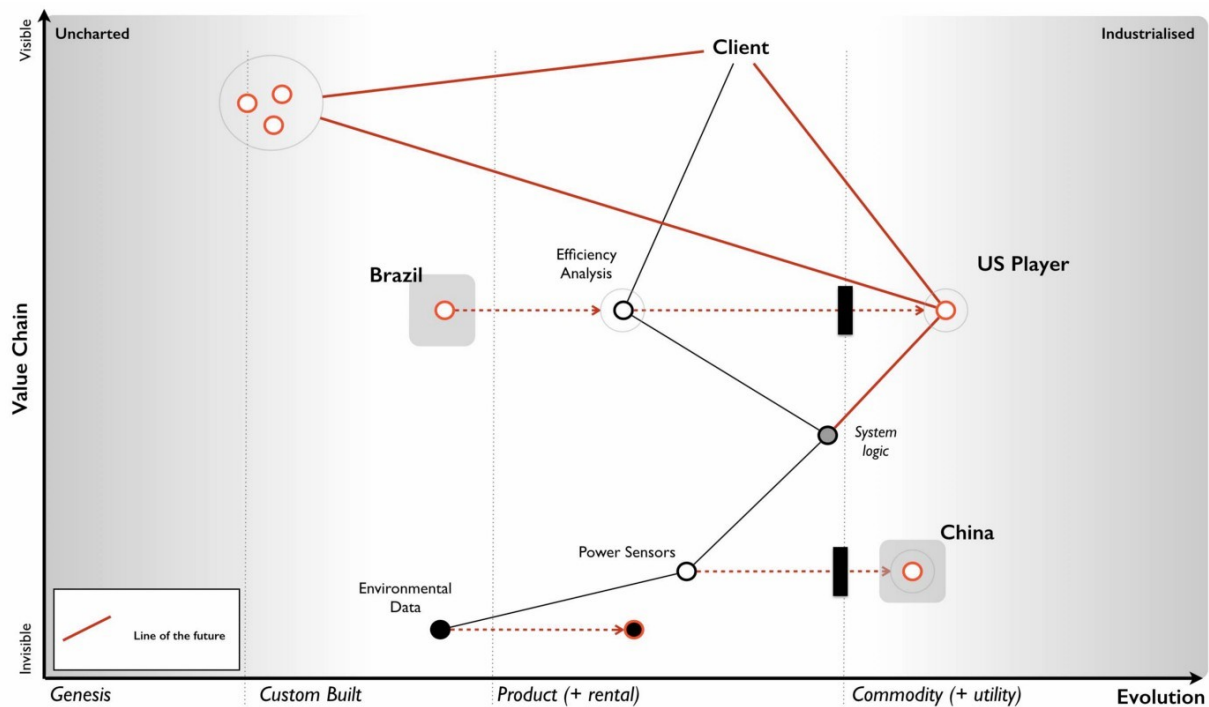 Visible
Uncharted
Client
Industrialised
Efficiency
Analysis
Brazil
US Player
Value Chain
System
logic
China
Power Sensors
Environmental
Data
Line of the future
Invisible
Genesis
Custom Built
Product (+ rental)
Commodity (+ utility)
Evolution